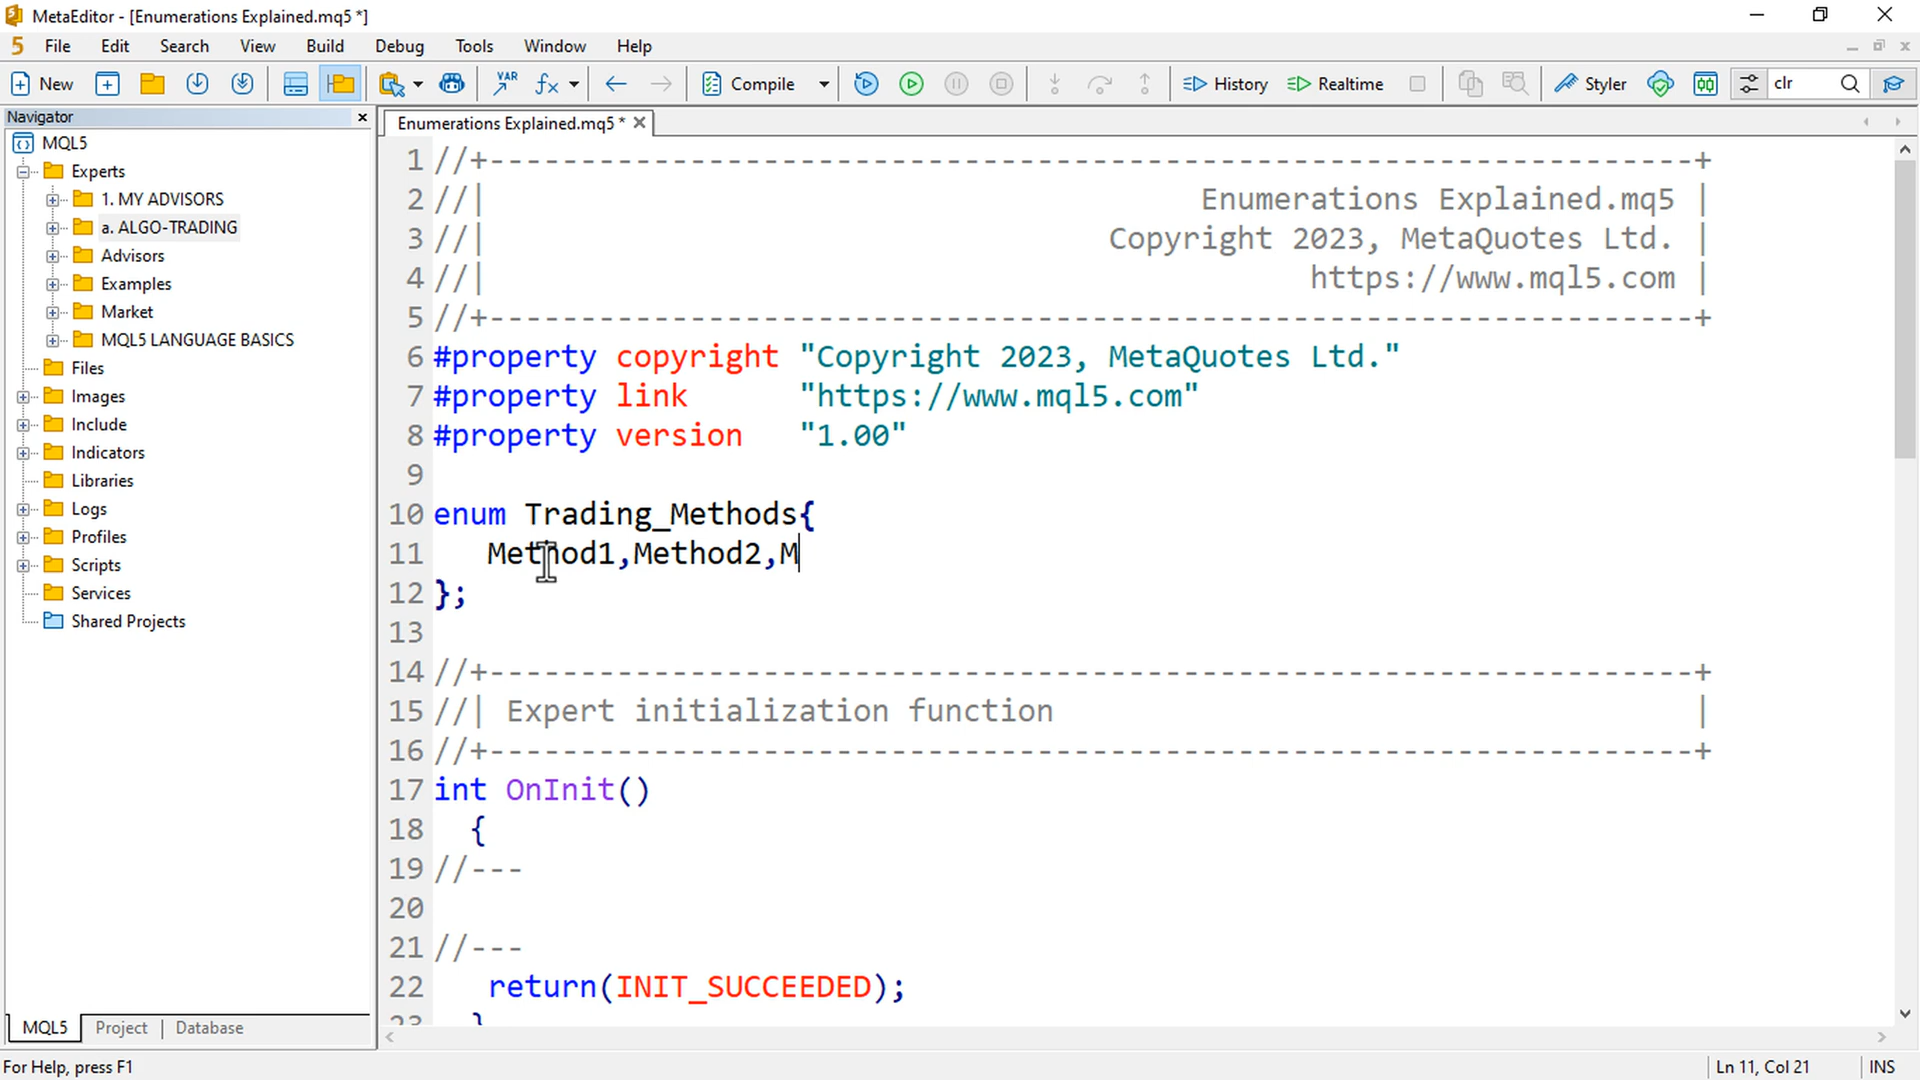 MetaEditor - [Enumerations Explained.mq5 *]
5 File Edit Search View Build Debug Tools Window Help
New VAR fx Compile History Realtime Styler clr
Navigator
Enumerations Explained.mq5 *
MQL5
Experts
1. MY ADVISORS
a. ALGO-TRADING
Advisors
Examples
Market
MQL5 LANGUAGE BASICS
Files
Images
Include
Indicators
Libraries
Logs
Profiles
Scripts
Services
Shared Projects
MQL5 Project Database
1 //+------------------------------------------------------------------+
2 //| Enumerations Explained.mq5 |
3 //| Copyright 2023, MetaQuotes Ltd. |
4 //| https://www.mql5.com |
5 //+------------------------------------------------------------------+
6 #property copyright "Copyright 2023, MetaQuotes Ltd."
7 #property link "https://www.mql5.com"
8 #property version "1.00"
9
10 enum Trading_Methods{
11 Method1,Method2,M
12 };
13
14 //+------------------------------------------------------------------+
15 //| Expert initialization function |
16 //+------------------------------------------------------------------+
17 int OnInit()
18 {
19 //---
20
21 //---
22 return(INIT_SUCCEEDED);
23 }
For Help, press F1
Ln 11, Col 21 INS